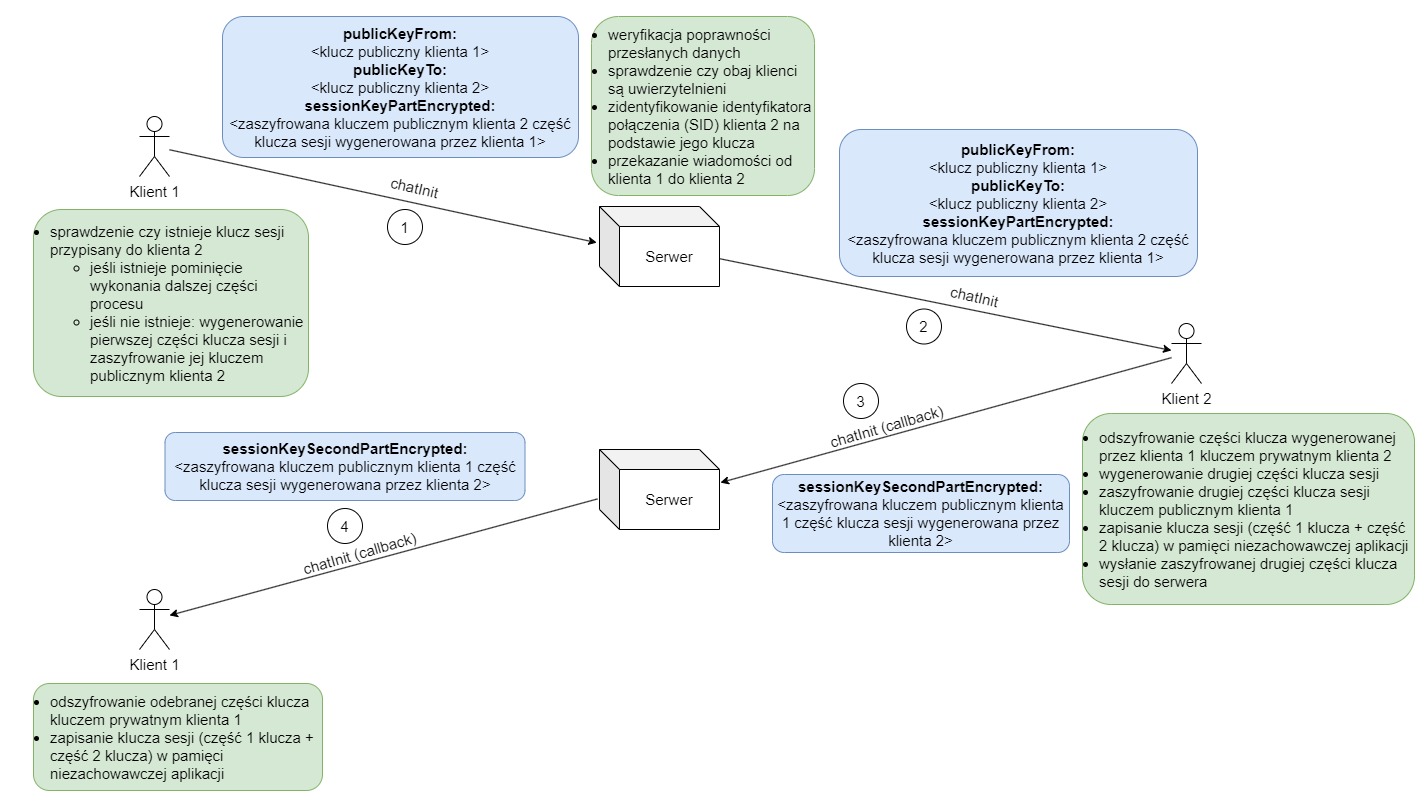 publicKeyFrom:
<klucz publiczny klienta 1>
publicKeyTo:
<klucz publiczny klienta 2>
sessionKeyPartEncrypted:
<zaszyfrowana kluczem publicznym klienta 2 część
klucza sesji wygenerowana przez klienta 1>
weryfikacja poprawności
przesłanych danych
sprawdzenie czy obaj klienci
są uwierzytelnieni
zidentyfikowanie identyfikatora
połączenia (SID) klienta 2 na
podstawie jego klucza
przekazanie wiadomości od
klienta 1 do klienta 2
Klient 1
chatInit
1
Serwer
publicKeyFrom:
<klucz publiczny klienta 1>
publicKeyTo:
<klucz publiczny klienta 2>
sessionKeyPartEncrypted:
<zaszyfrowana kluczem publicznym klienta 2 część
klucza sesji wygenerowana przez klienta 1>
sprawdzenie czy istnieje klucz sesji
przypisany do klienta 2
jeśli istnieje pominięcie
wykonania dalszej części
procesu
jeśli nie istnieje: wygenerowanie
pierwszej części klucza sesji i
zaszyfrowanie jej kluczem
publicznym klienta 2
chatInit
2
Klient 2
3
chatInit (callback)
odszyfrowanie części klucza wygenerowanej
przez klienta 1 kluczem prywatnym klienta 2
wygenerowanie drugiej części klucza sesji
zaszyfrowanie drugiej części klucza sesji
kluczem publicznym klienta 1
zapisanie klucza sesji (część 1 klucza + część
2 klucza) w pamięci niezachowawczej aplikacji
wysłanie zaszyfrowanej drugiej części klucza
sesji do serwera
sessionKeySecondPartEncrypted:
<zaszyfrowana kluczem publicznym klienta
1 część klucza sesji wygenerowana przez
klienta 2>
Serwer
sessionKeySecondPartEncrypted:
<zaszyfrowana kluczem publicznym klienta 1 część
klucza sesji wygenerowana przez klienta 2>
4
chatInit (callback)
Klient 1
odszyfrowanie odebranej części klucza
kluczem prywatnym klienta 1
zapisanie klucza sesji (część 1 klucza +
część 2 klucza) w pamięci
niezachowawczej aplikacji